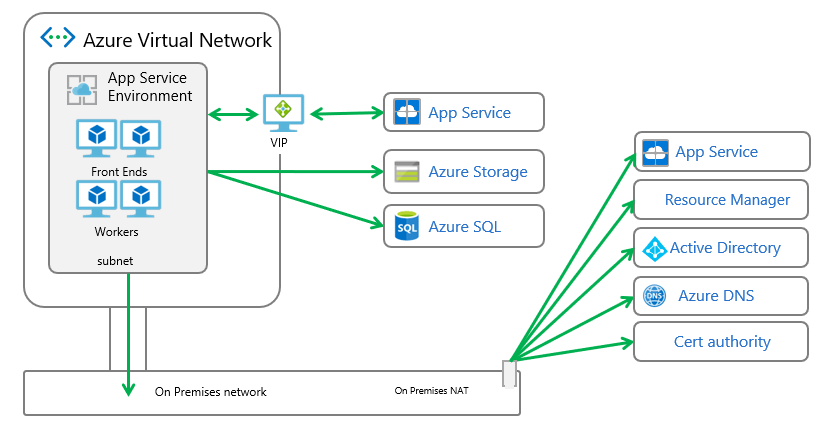 Azure Virtual Network
App Service
Environment
Front Ends
Workers
subnet
VIP
App Service
Azure Storage
SQL
Azure SQL
App Service
Resource Manager
Active Directory
DNS
Azure DNS
Cert authority
On Premises network
On Premises NAT